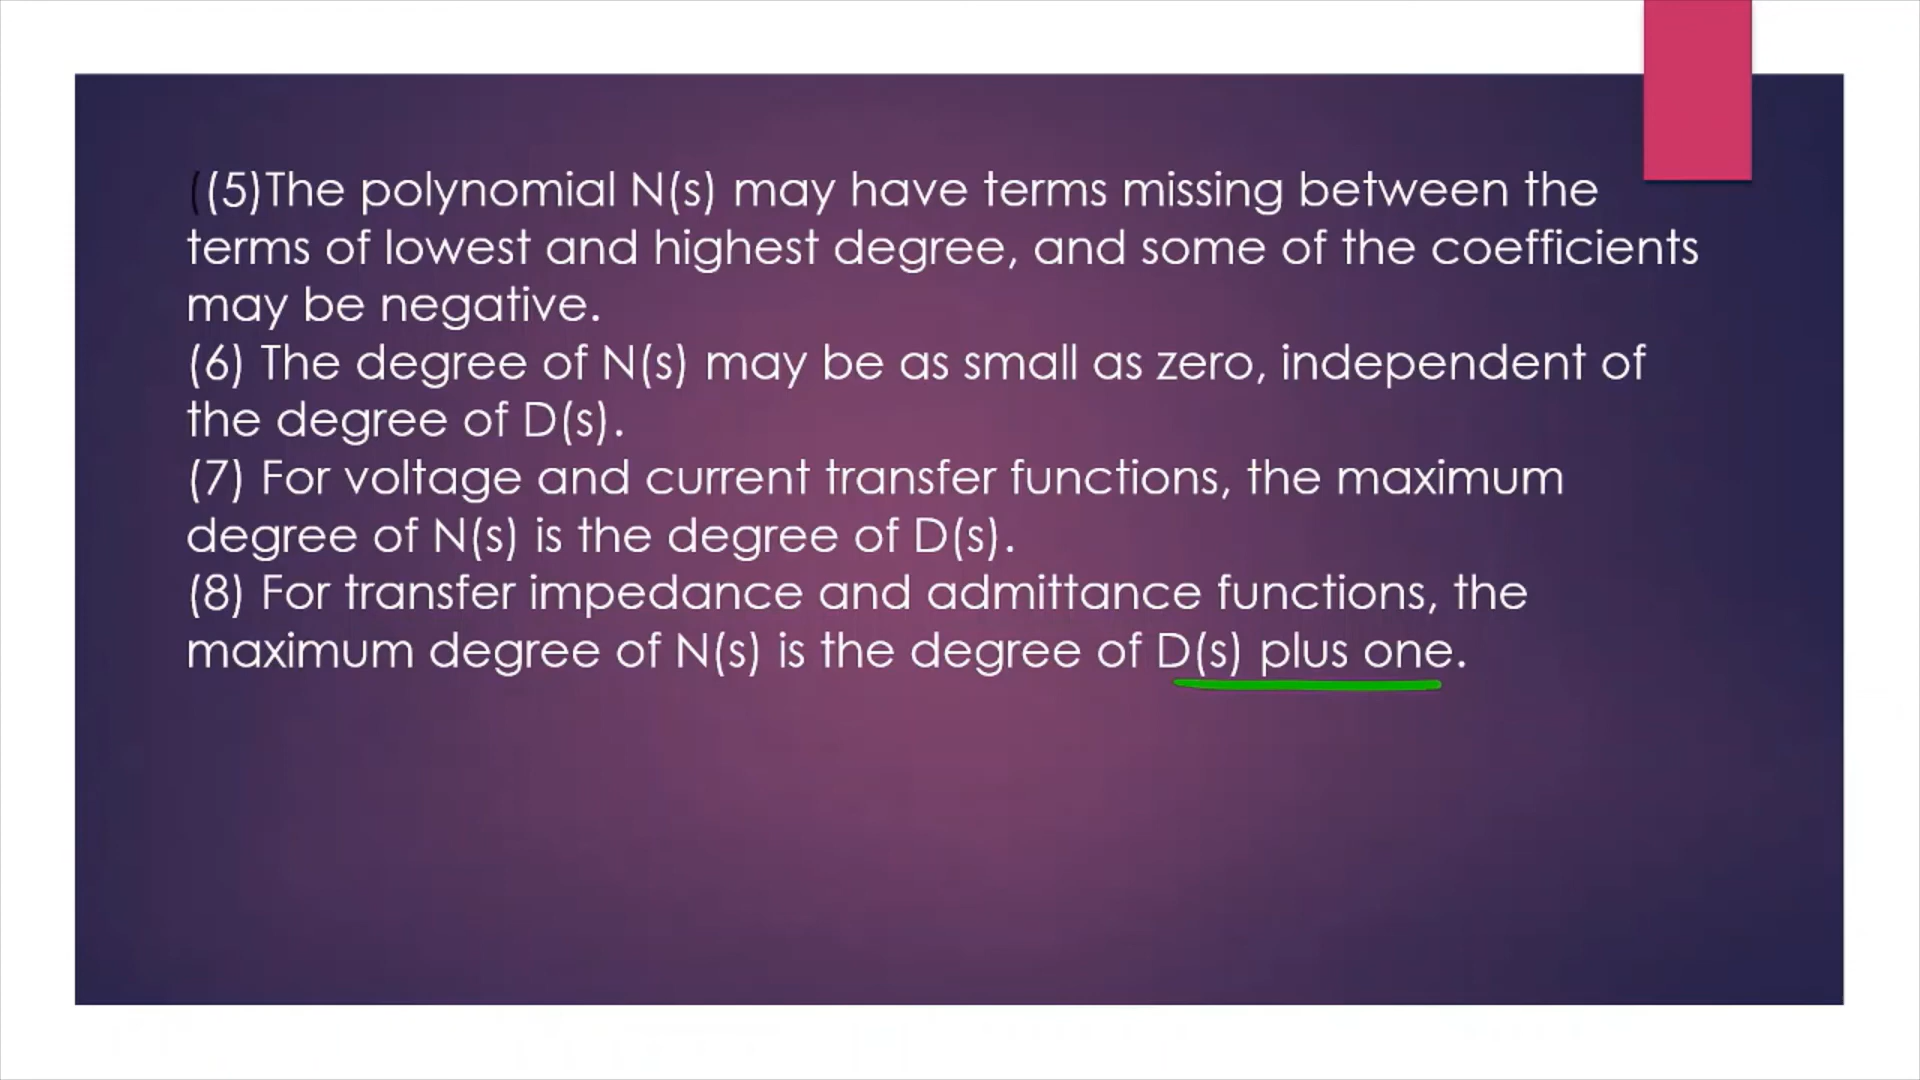 ((5)The polynomial N(s) may have terms missing between the
terms of lowest and highest degree, and some of the coefficients
may be negative.
(6) The degree of N(s) may be as small as zero, independent of
the degree of D(s).
(7) For voltage and current transfer functions, the maximum
degree of N(s) is the degree of D(s).
(8) For transfer impedance and admittance functions, the
maximum degree of N(s) is the degree of D(s) plus one.